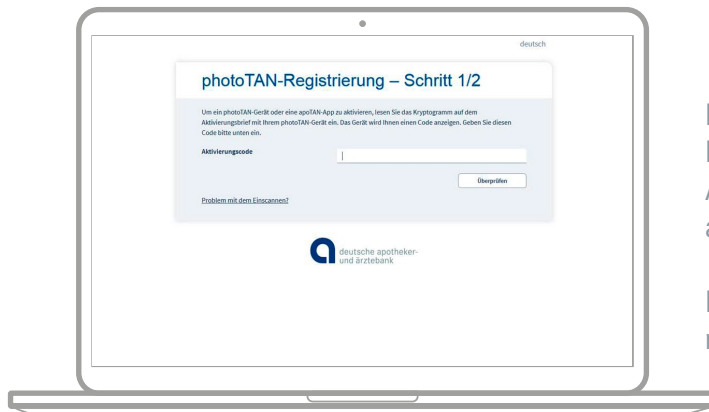 deutsch
photoTAN-Registrierung – Schritt 1/2
Um ein photoTAN-Gerät oder eine apoTAN-App zu aktivieren, lesen Sie das Kryptogramm auf dem
Aktivierungsbrief mit Ihrem photoTAN-Gerät ein. Das Gerät wird Ihnen einen Code anzeigen. Geben Sie diesen
Code bitte unten ein.
Aktivierungscode
Überprüfen
Problem mit dem Einscannen?
deutsche apotheker-
und ärztebank